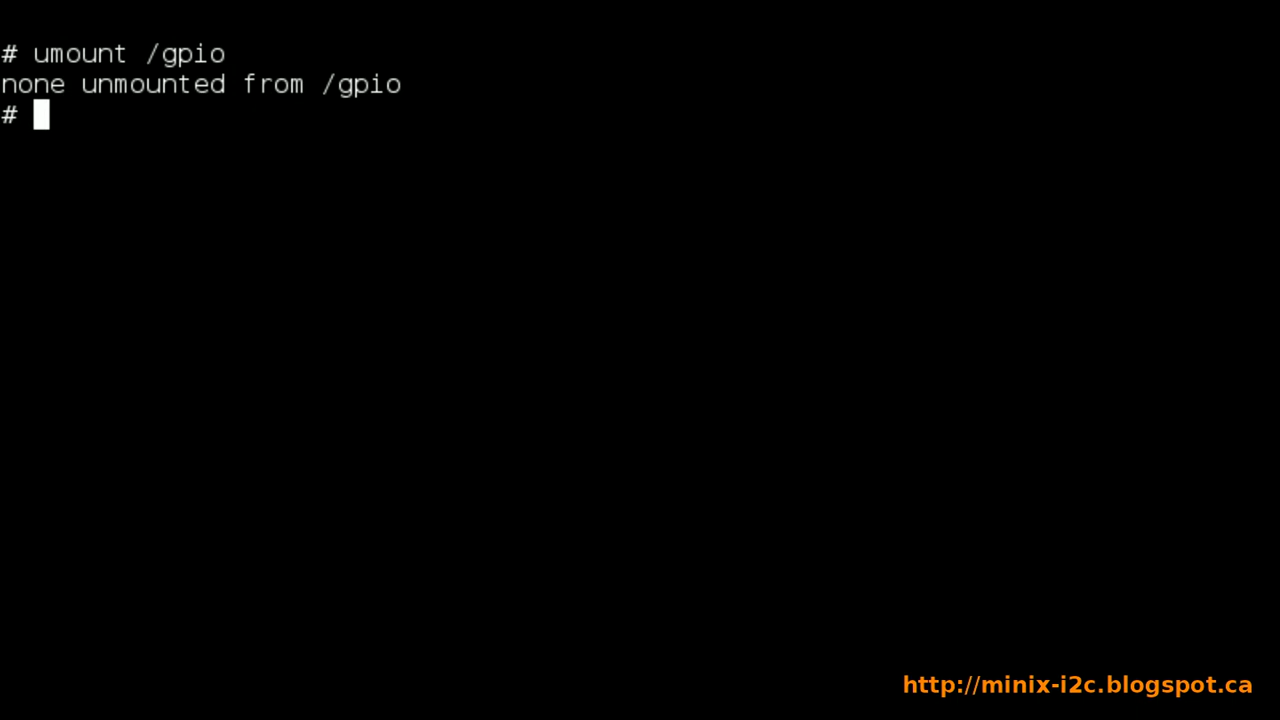 # umount /gpio
none unmounted from /gpio
#
http://minix-i2c.blogspot.ca